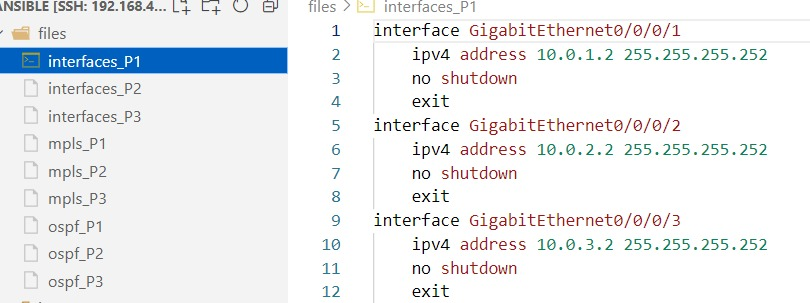 ANSIBLE [SSH: 192.168.4...
files
interfaces_P1
interfaces_P2
interfaces_P3
mpls_P1
mpls_P2
mpls_P3
ospf_P1
ospf_P2
ospf_P3
files > interfaces_P1
1 interface GigabitEthernet0/0/0/1
2 ipv4 address 10.0.1.2 255.255.255.252
3 no shutdown
4 exit
5 interface GigabitEthernet0/0/0/2
6 ipv4 address 10.0.2.2 255.255.255.252
7 no shutdown
8 exit
9 interface GigabitEthernet0/0/0/3
10 ipv4 address 10.0.3.2 255.255.255.252
11 no shutdown
12 exit